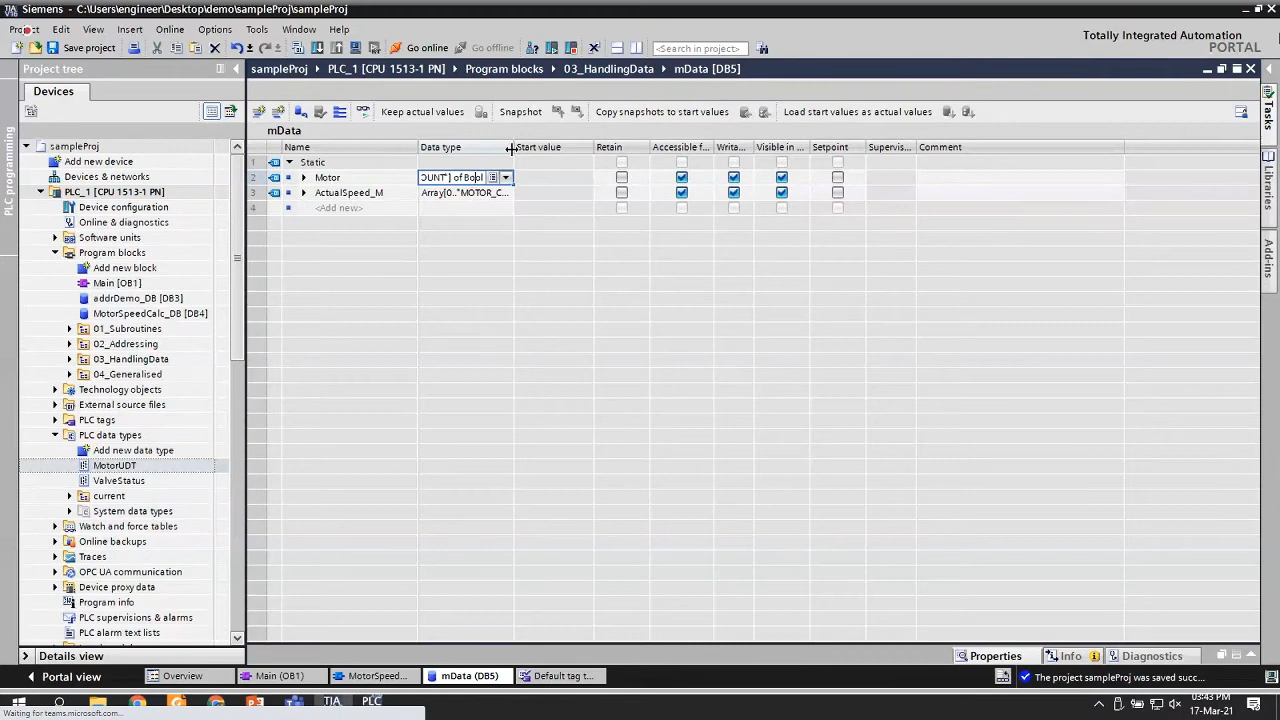 Siemens - C:\Users\engineer\Desktop\demo\sampleProj\sampleProj
Project Edit View Insert Online Options Tools Window Help
Totally Integrated Automation
PORTAL
Save project Go online Go offline <Search in project>
Project tree
sampleProj PLC_1 [CPU 1513-1 PN] Program blocks 03_HandlingData mData [DB5]
Devices
Keep actual values Snapshot Copy snapshots to start values Load start values as actual values
mData
Name Data type Start value Retain Accessible f... Writa... Visible in ... Setpoint Supervis... Comment
1 Static
2 Motor OUNT"] of Bool
3 ActualSpeed_M Array[0.."MOTOR_C...
4 <Add new>
sampleProj
Add new device
Devices & networks
PLC_1 [CPU 1513-1 PN]
Device configuration
Online & diagnostics
Software units
Program blocks
Add new block
Main [OB1]
addrDemo_DB [DB3]
MotorSpeedCalc_DB [DB4]
01_Subroutines
02_Addressing
03_HandlingData
04_Generalised
Technology objects
External source files
PLC tags
PLC data types
Add new data type
MotorUDT
ValveStatus
current
System data types
Watch and force tables
Online backups
Traces
OPC UA communication
Device proxy data
Program info
PLC supervisions & alarms
PLC alarm text lists
Details view
PLC programming
Tasks
Libraries
Add-ins
Properties Info Diagnostics
Portal view Overview Main (OB1) MotorSpeed... mData (DB5) Default tag t...
The project sampleProj was saved succ...
Waiting for teams.microsoft.com...
03:43 PM
17-Mar-21